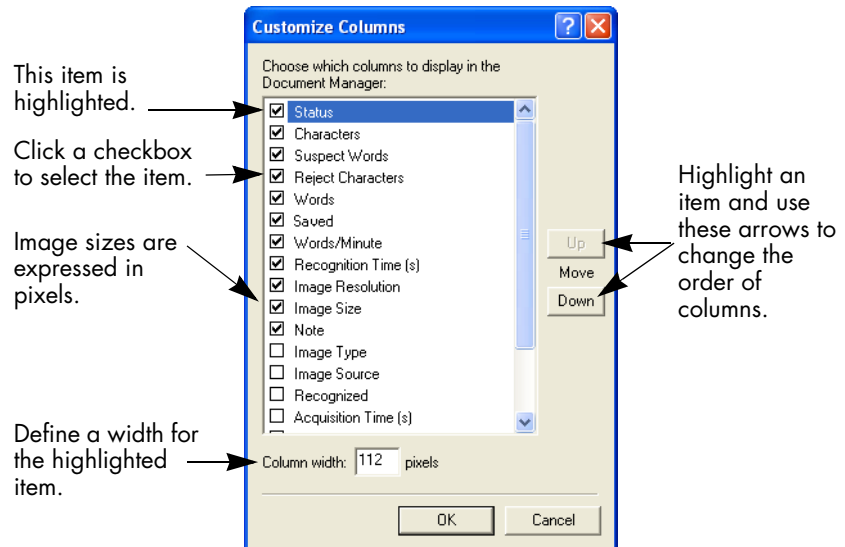 Customize Columns
Choose which columns to display in the
Document Manager:
This item is
highlighted.
Click a checkbox
to select the item.
Image sizes are
expressed in
pixels.
Define a width for
the highlighted
item.
Status
Characters
Suspect Words
Reject Characters
Words
Saved
Words/Minute
Recognition Time (s)
Image Resolution
Image Size
Note
Image Type
Image Source
Recognized
Acquisition Time (s)
Up
Move
Down
Highlight an
item and use
these arrows to
change the
order of
columns.
Column width: 112 pixels
OK
Cancel